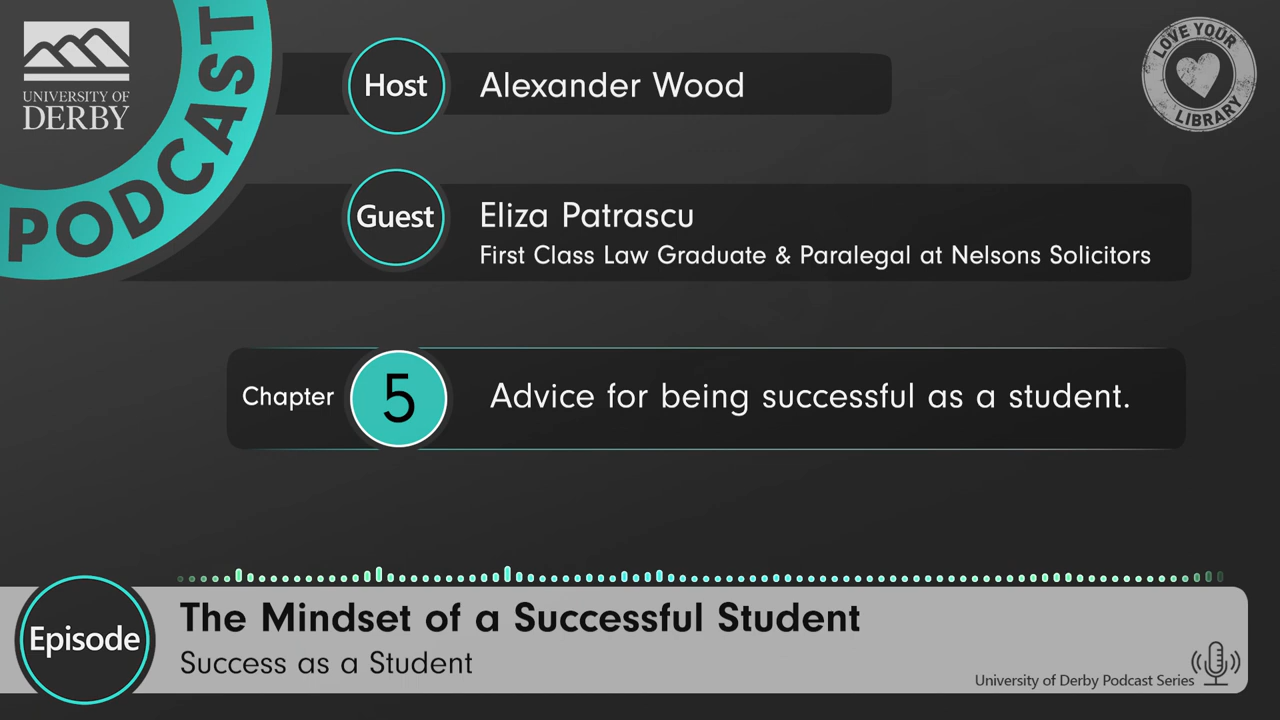 UNIVERSITY OF
DERBY
PODCAST
Host
Alexander Wood
LOVE YOUR
LIBRARY
Guest
Eliza Patrascu
First Class Law Graduate & Paralegal at Nelsons Solicitors
Chapter
5
Advice for being successful as a student.
Episode
The Mindset of a Successful Student
Success as a Student
University of Derby Podcast Series